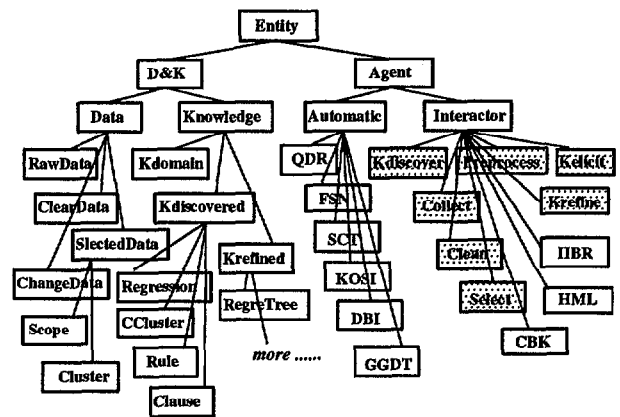 Entity
D&K Agent
Data Knowledge Automatic Interactor
RawData Kdomain QDR Kdiscover Preprocess Kelicit
ClearData Kdiscovered FSN Collect Krefine
SlectedData SCT Clean IIBR
ChangeData Regression Krefined KOSI Select HML
Scope CCluster RegreTree DBI CBK
Cluster Rule more ...... GGDT
Clause